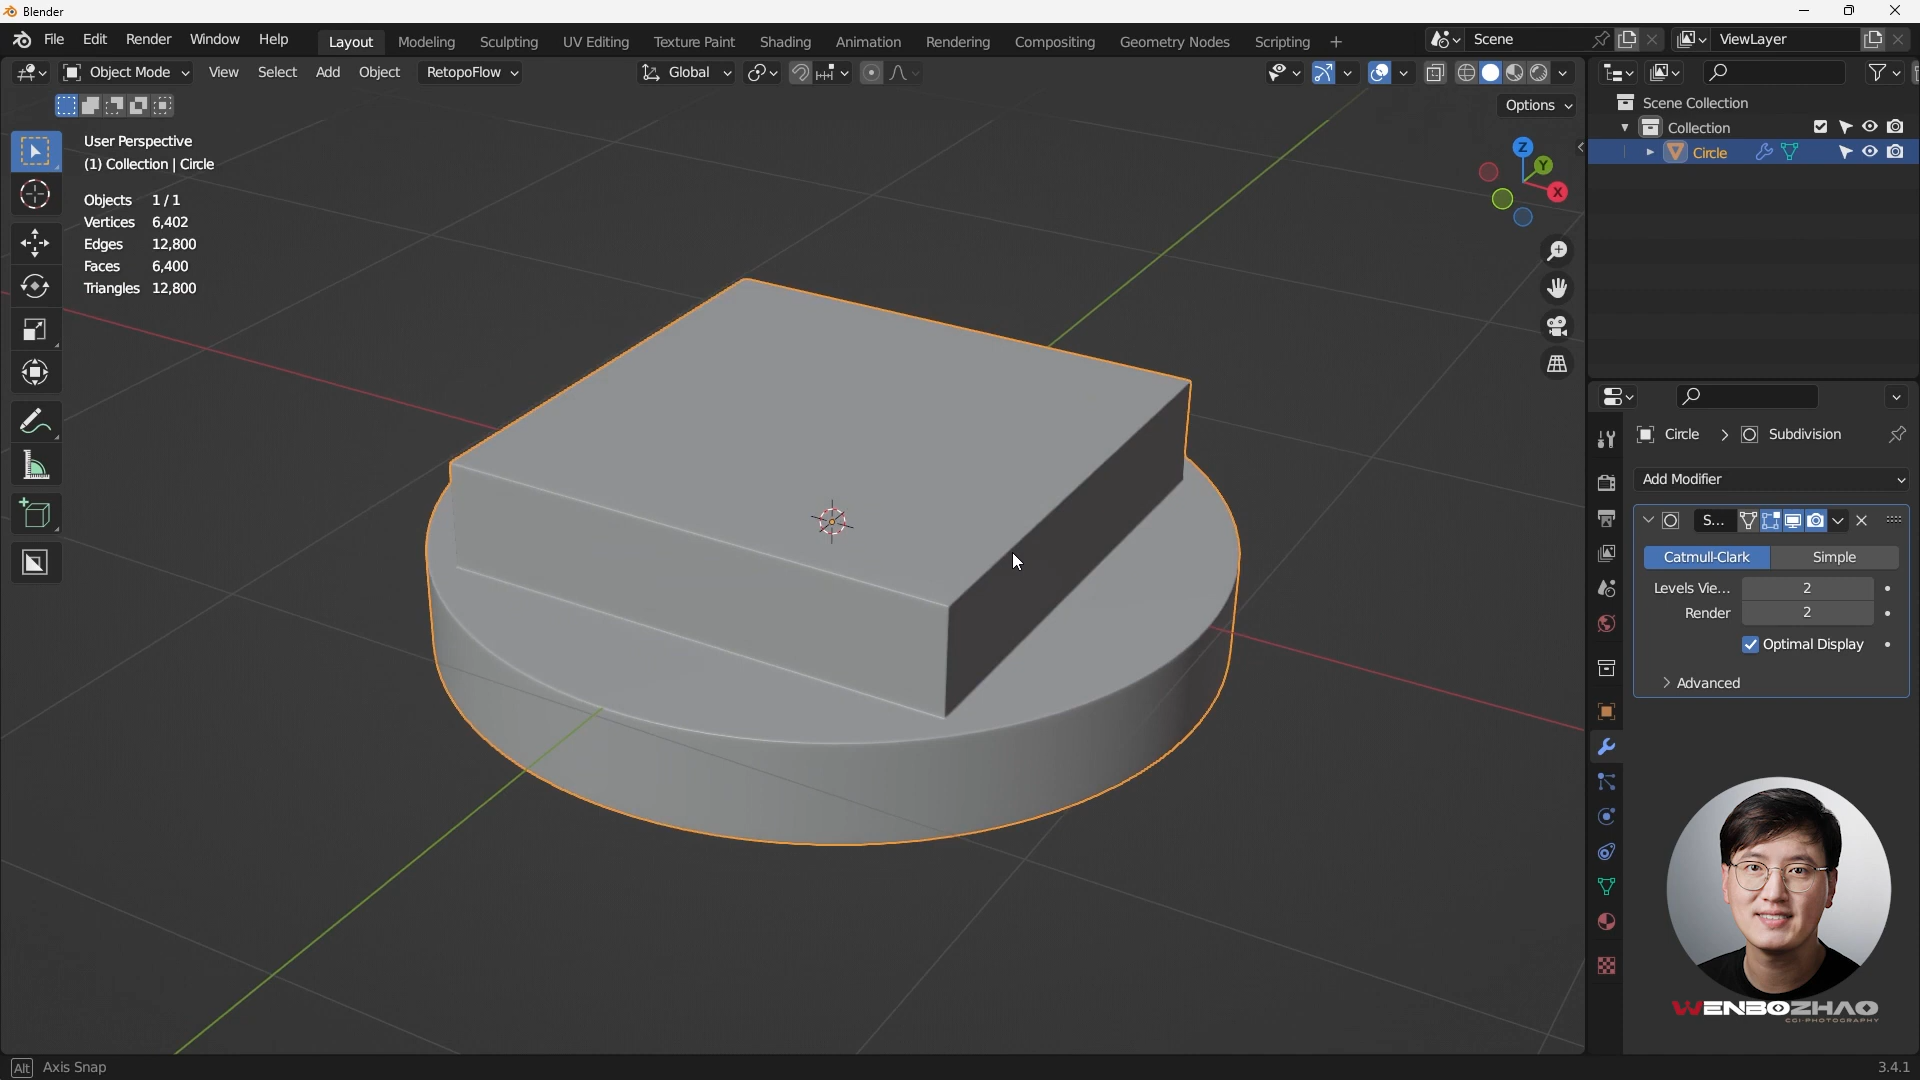 Blender
File Edit Render Window Help Layout Modeling Sculpting UV Editing Texture Paint Shading Animation Rendering Compositing Geometry Nodes Scripting + Scene ViewLayer
Object Mode View Select Add Object RetopoFlow Global
Options
User Perspective
(1) Collection | Circle
Objects 1 / 1
Vertices 6,402
Edges 12,800
Faces 6,400
Triangles 12,800
Z
Y
X
Scene Collection
Collection
Circle
Circle > Subdivision
Add Modifier
S...
Catmull-Clark Simple
Levels Vie... 2
Render 2
Optimal Display
Advanced
WENBOZHAO
CGI-PHOTOGRAPHY
Alt Axis Snap
3.4.1